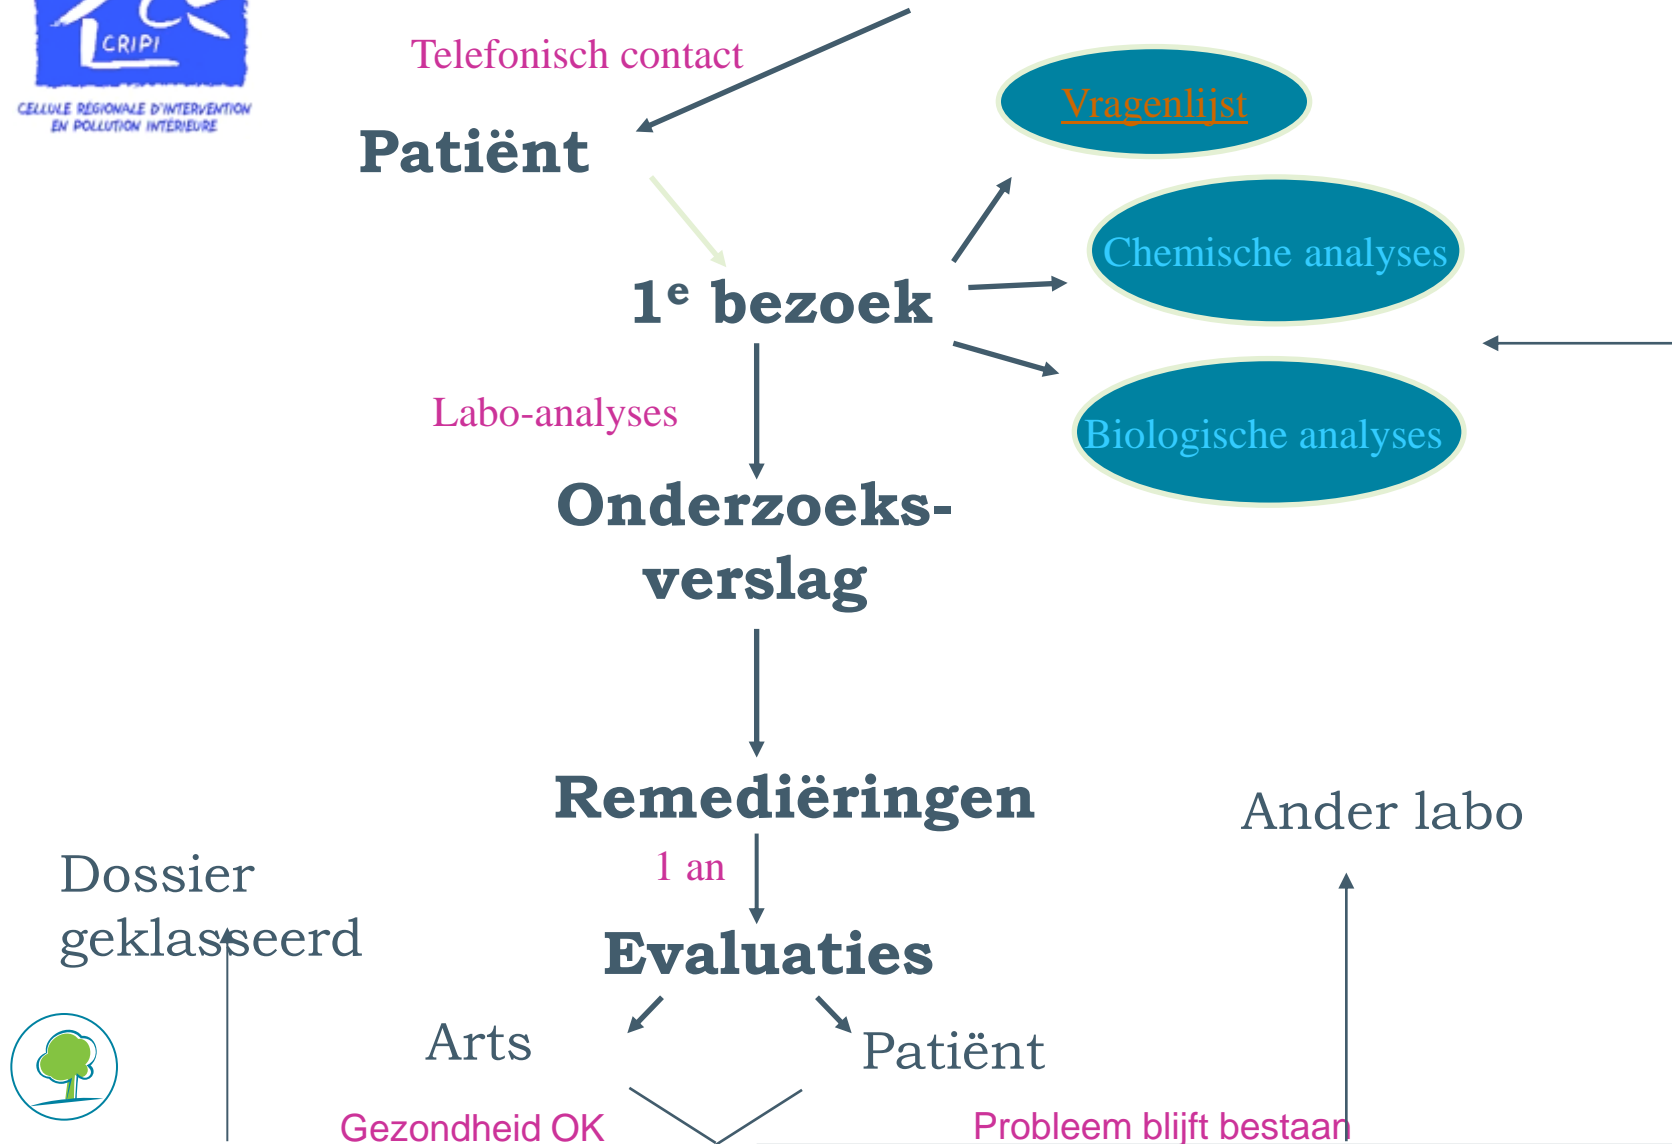 CRIPI
CELLULE RÉGIONALE D'INTERVENTION
EN POLLUTION INTÉRIEURE
Telefonisch contact
Vragenlijst
Patiënt
Chemische analyses
1e bezoek
Labo-analyses
Biologische analyses
Onderzoeks-
verslag
Remediëringen
Ander labo
1 an
Dossier
geklasseerd
Evaluaties
Arts
Patiënt
Gezondheid OK
Probleem blijft bestaan